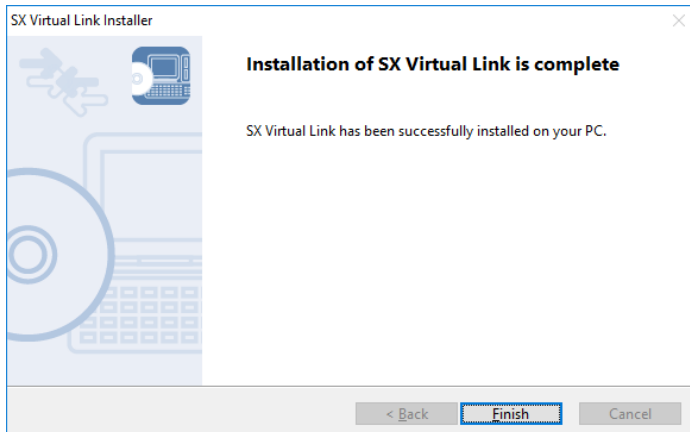 SX Virtual Link Installer
Installation of SX Virtual Link is complete
SX Virtual Link has been successfully installed on your PC.
< Back Finish Cancel